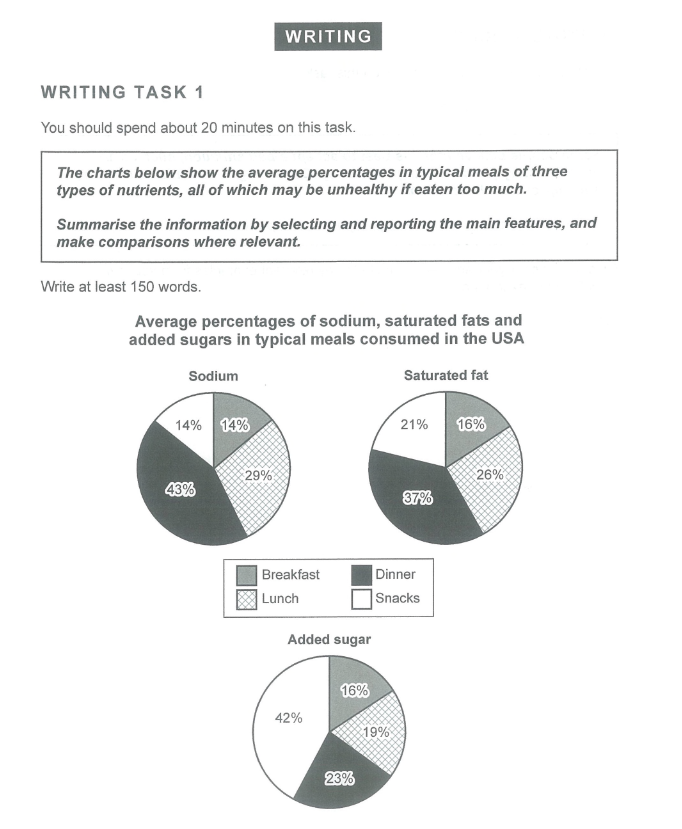 WRITING
WRITING TASK 1
You should spend about 20 minutes on this task.
The charts below show the average percentages in typical meals of three
types of nutrients, all of which may be unhealthy if eaten too much.
Summarise the information by selecting and reporting the main features, and
make comparisons where relevant.
Write at least 150 words.
Average percentages of sodium, saturated fats and
added sugars in typical meals consumed in the USA
Sodium
14%
14%
29%
43%
Saturated fat
21%
16%
26%
37%
Breakfast
Dinner
Lunch
Snacks
Added sugar
16%
42%
19%
23%